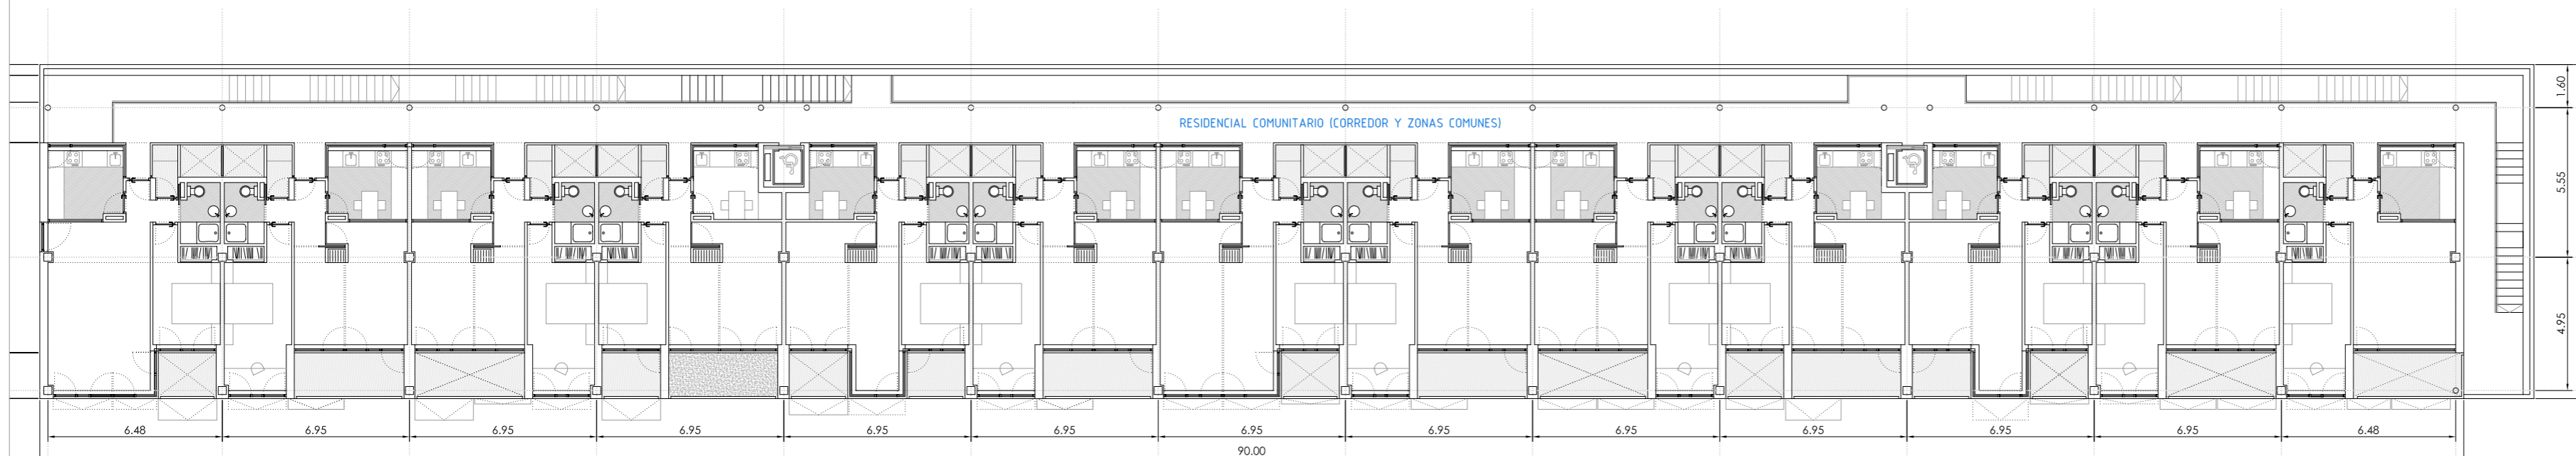 1.60
RESIDENCIAL COMUNITARIO (CORREDOR Y ZONAS COMUNES)
5.55
4.95
6.48 6.95 6.95 6.95 6.95 6.95 6.95 6.95 6.95 6.95 6.95 6.95 6.48
90.00